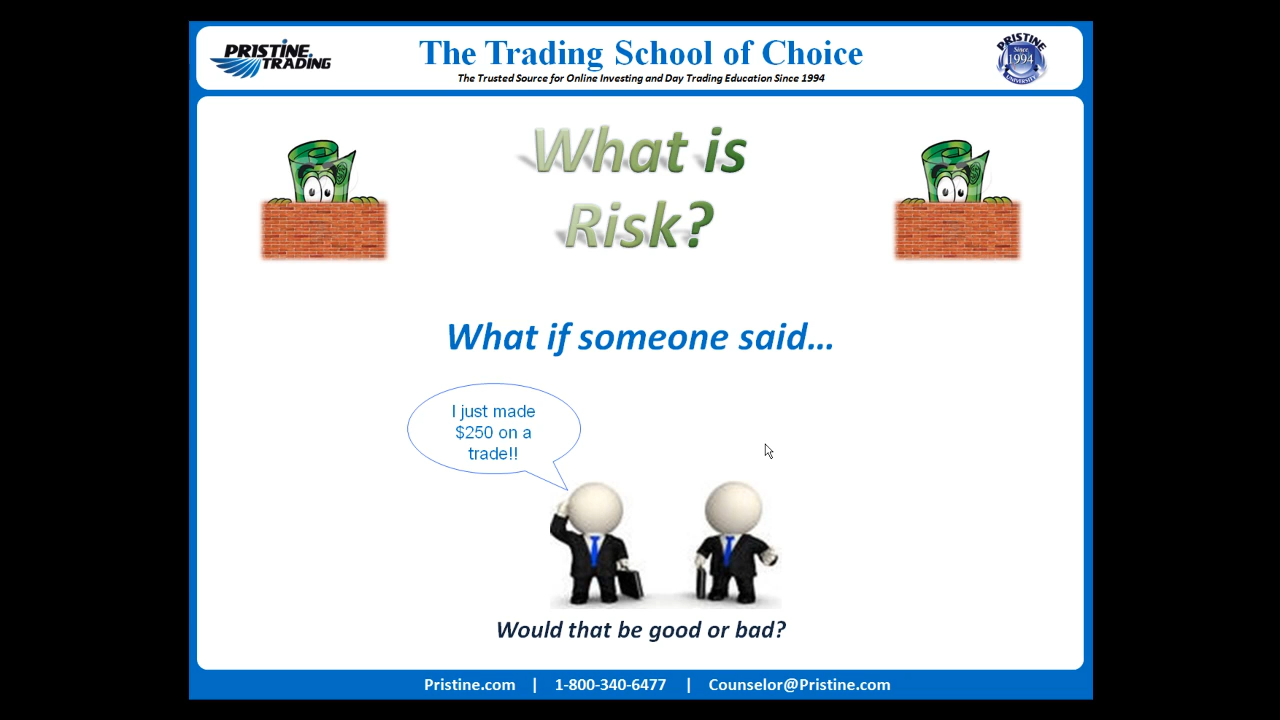 PRISTINE.
TRADING
The Trading School of Choice
The Trusted Source for Online Investing and Day Trading Education Since 1994
PRISTINE
Since
1994
UNIVERSITY
What is
Risk?
What if someone said...
I just made
$250 on a
trade!!
Would that be good or bad?
Pristine.com | 1-800-340-6477 | Counselor@Pristine.com